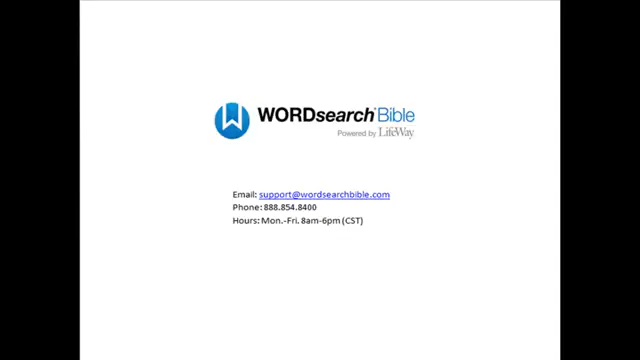 WORDsearch® Bible
Powered by LifeWay
Email: support@wordsearchbible.com
Phone: 888.854.8400
Hours: Mon.-Fri. 8am-6pm (CST)